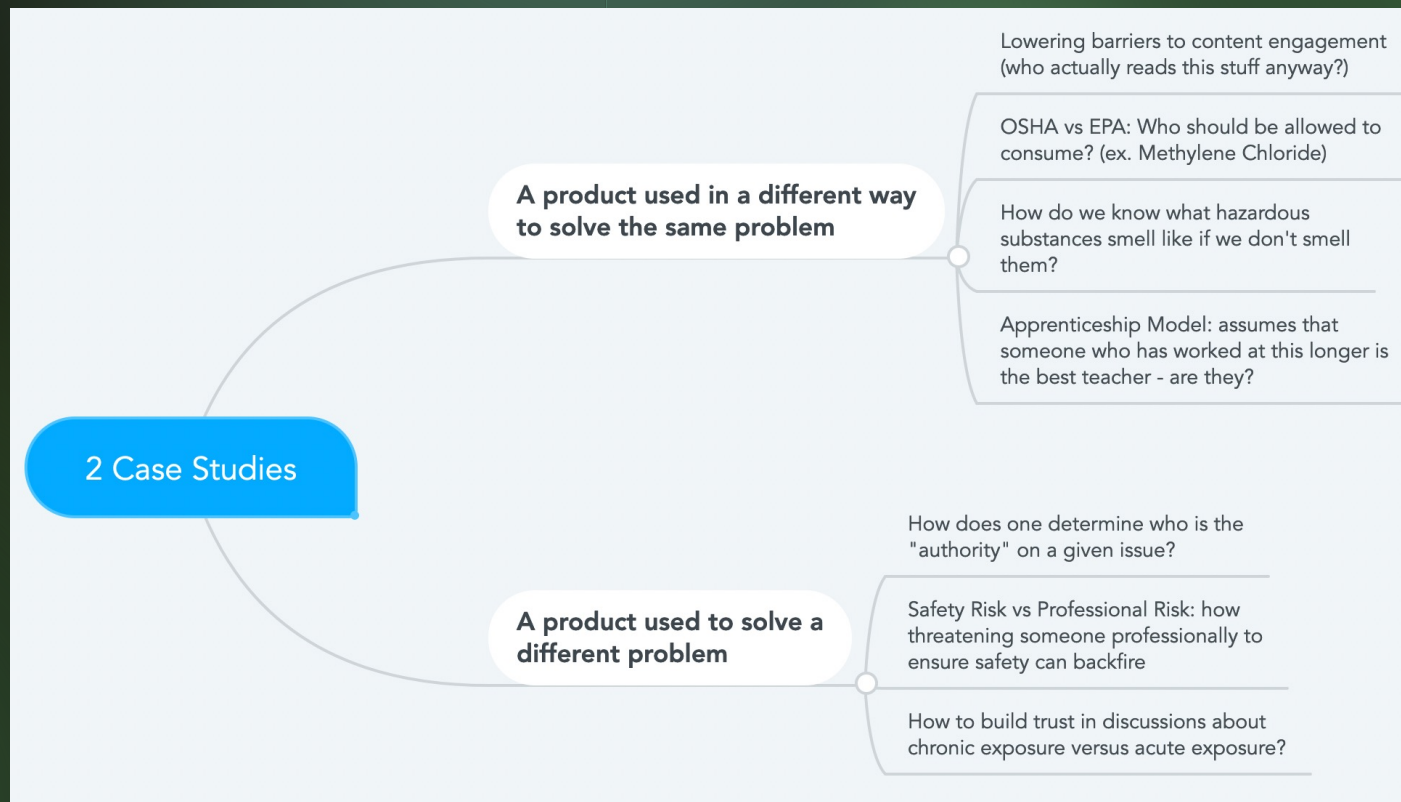 2 Case Studies
A product used in a different way
to solve the same problem
Lowering barriers to content engagement
(who actually reads this stuff anyway?)
OSHA vs EPA: Who should be allowed to
consume? (ex. Methylene Chloride)
How do we know what hazardous
substances smell like if we don't smell
them?
Apprenticeship Model: assumes that
someone who has worked at this longer is
the best teacher - are they?
A product used to solve a
different problem
How does one determine who is the
"authority" on a given issue?
Safety Risk vs Professional Risk: how
threatening someone professionally to
ensure safety can backfire
How to build trust in discussions about
chronic exposure versus acute exposure?